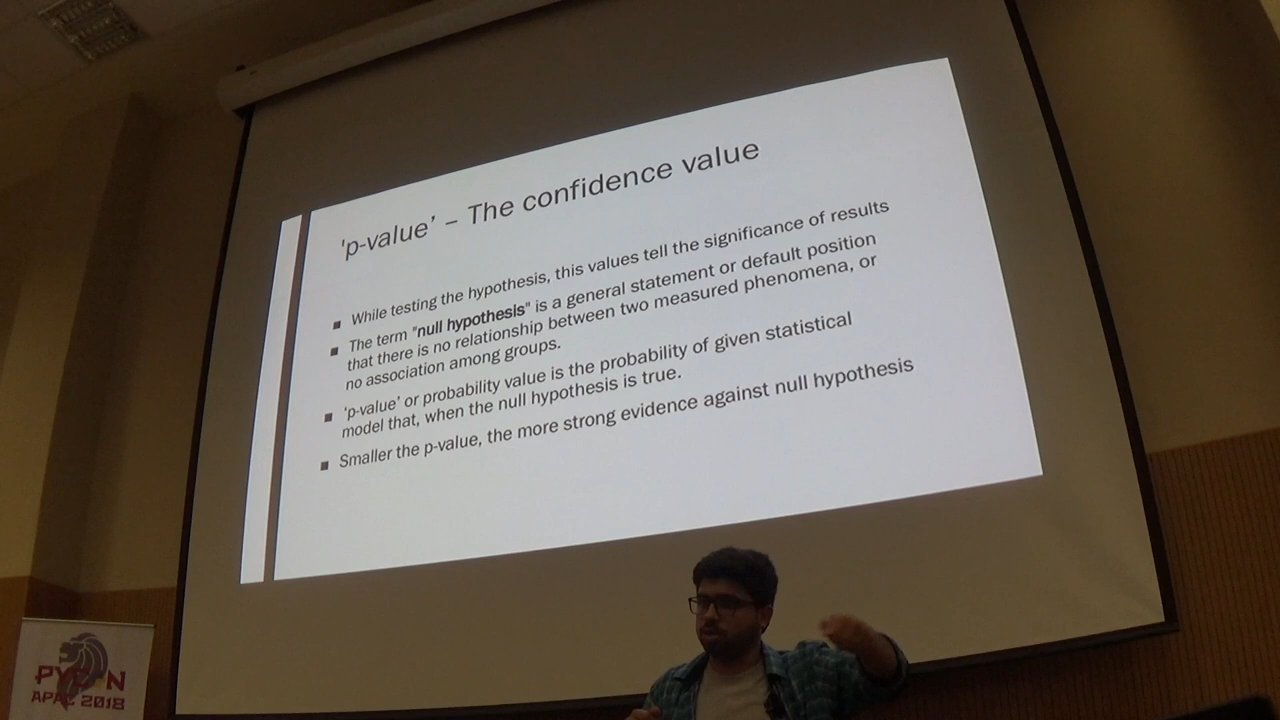 'p-value' – The confidence value
■ While testing the hypothesis, this values tell the significance of results
■ The term "null hypothesis" is a general statement or default position
that there is no relationship between two measured phenomena, or
no association among groups.
■ 'p-value' or probability value is the probability of given statistical
model that, when the null hypothesis is true.
■ Smaller the p-value, the more strong evidence against null hypothesis
PYCON
APAC 2018